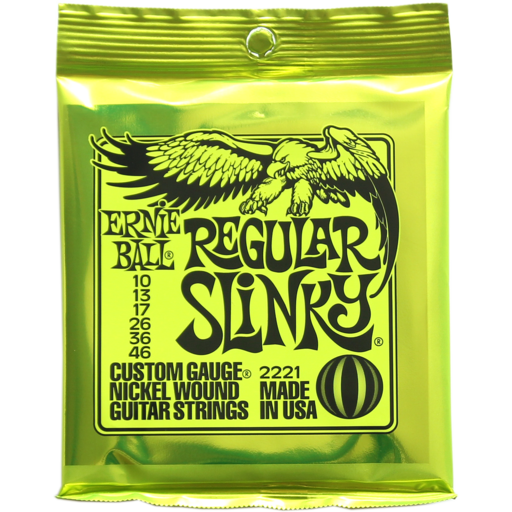 ERNIE
BALL®
REGULAR
SLINKY®
10
13
17
26
36
46
CUSTOM GAUGE®
NICKEL WOUND
GUITAR STRINGS
2221
MADE
IN USA